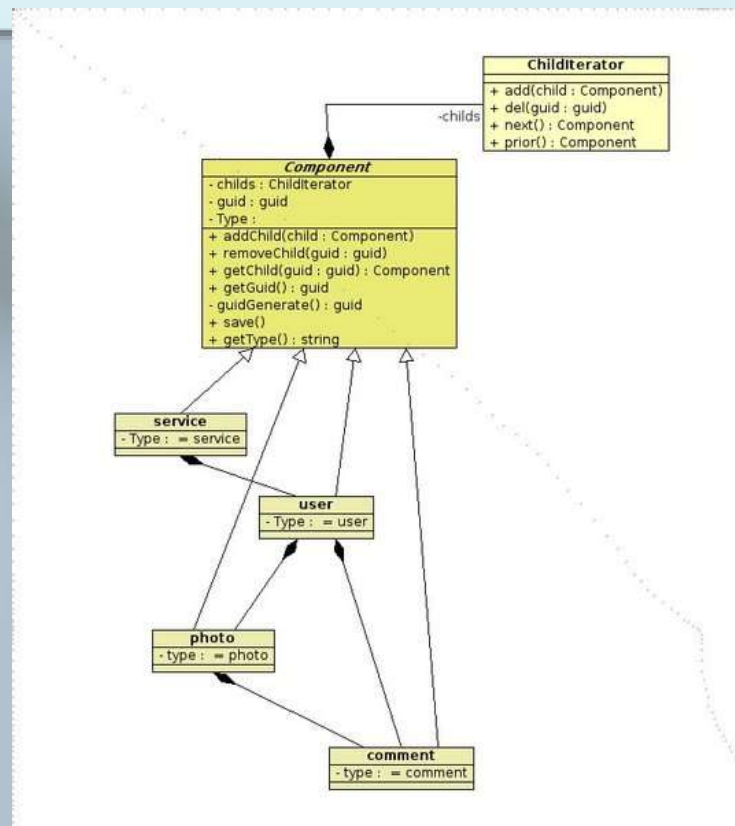 ChildIterator
+ add(child : Component)
+ del(guid : guid)
+ next() : Component
+ prior() : Component
-childs
Component
- childs : ChildIterator
- guid : guid
- Type :
+ addChild(child : Component)
+ removeChild(guid : guid)
+ getChild(guid : guid) : Component
+ getGuid() : guid
- guidGenerate() : guid
+ save()
+ getType() : string
service
- Type : = service
user
- Type : = user
photo
- type : = photo
comment
- type : = comment